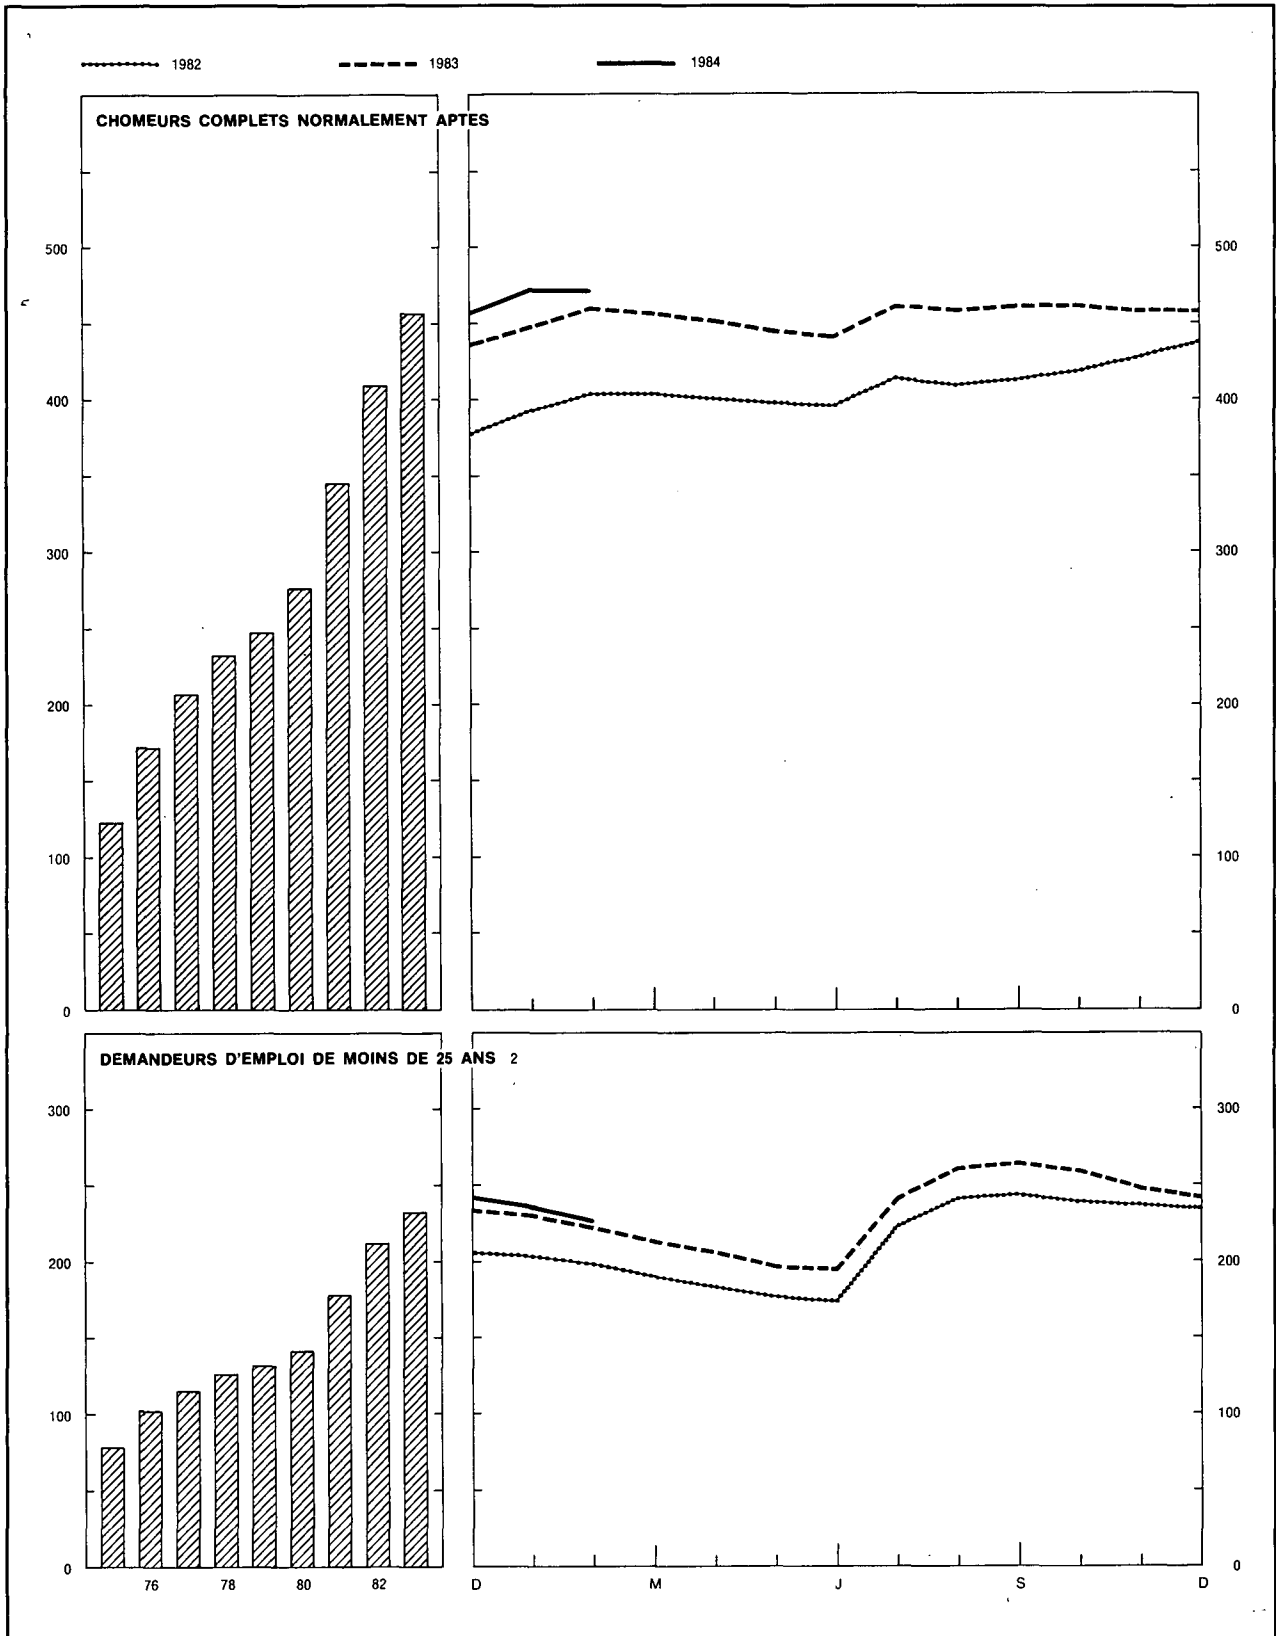 1982 1983 1984
CHOMEURS COMPLETS NORMALEMENT APTES
500 500
400 400
300 300
200 200
100 100
0 0
DEMANDEURS D'EMPLOI DE MOINS DE 25 ANS 2
300 300
200 200
100 100
0 0
76 78 80 82 D M J S D